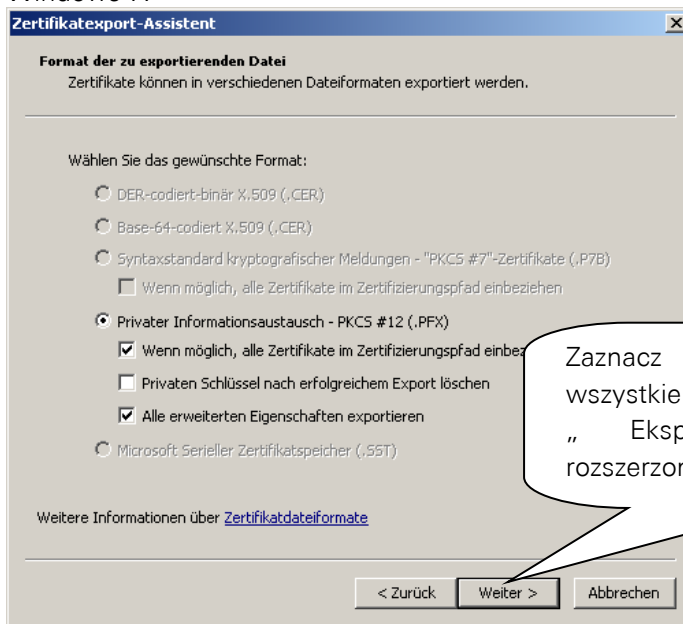 Zertifikatexport-Assistent
Format der zu exportierenden Datei
Zertifikate können in verschiedenen Dateiformaten exportiert werden.
Wählen Sie das gewünschte Format:
DER-codiert-binär X.509 (.CER)
Base-64-codiert X.509 (.CER)
Syntaxstandard kryptografischer Meldungen - "PKCS #7"-Zertifikate (.P7B)
Wenn möglich, alle Zertifikate im Zertifizierungspfad einbeziehen
Privater Informationsaustausch - PKCS #12 (.PFX)
Wenn möglich, alle Zertifikate im Zertifizierungspfad
Privaten Schlüssel nach erfolgreichem Export löschen
Alle erweiterten Eigenschaften exportieren
Microsoft Serieller Zertifikatspeicher (.SST)
Zaznacz
wszystkie
„
Weitere Informationen über Zertifikatdateiformate
< Zurück Weiter > Abbrechen